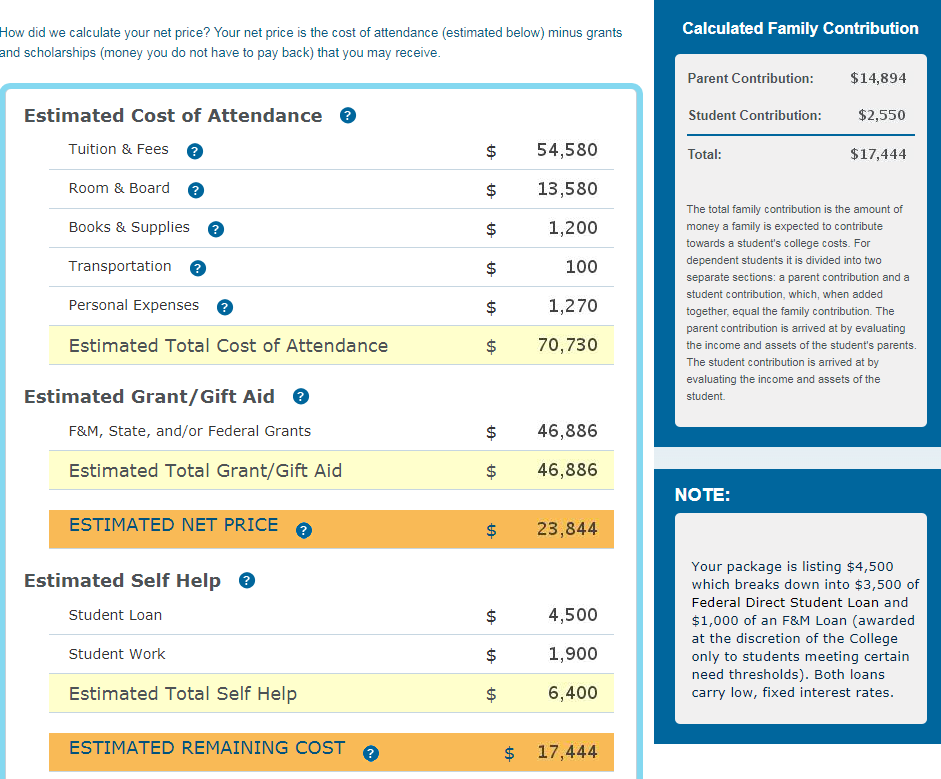 How did we calculate your net price? Your net price is the cost of attendance (estimated below) minus grants
and scholarships (money you do not have to pay back) that you may receive.
Estimated Cost of Attendance ?
Tuition & Fees ? $ 54,580
Room & Board ? $ 13,580
Books & Supplies ? $ 1,200
Transportation ? $ 100
Personal Expenses ? $ 1,270
Estimated Total Cost of Attendance $ 70,730
Estimated Grant/Gift Aid ?
F&M, State, and/or Federal Grants $ 46,886
Estimated Total Grant/Gift Aid $ 46,886
ESTIMATED NET PRICE ? $ 23,844
Estimated Self Help ?
Student Loan $ 4,500
Student Work $ 1,900
Estimated Total Self Help $ 6,400
ESTIMATED REMAINING COST ? $ 17,444
Calculated Family Contribution
Parent Contribution: $14,894
Student Contribution: $2,550
Total: $17,444
The total family contribution is the amount of
money a family is expected to contribute
towards a student's college costs. For
dependent students it is divided into two
separate sections: a parent contribution and a
student contribution, which, when added
together, equal the family contribution. The
parent contribution is arrived at by evaluating
the income and assets of the student's parents.
The student contribution is arrived at by
evaluating the income and assets of the
student.
NOTE:
Your package is listing $4,500
which breaks down into $3,500 of
Federal Direct Student Loan and
$1,000 of an F&M Loan (awarded
at the discretion of the College
only to students meeting certain
need thresholds). Both loans
carry low, fixed interest rates.